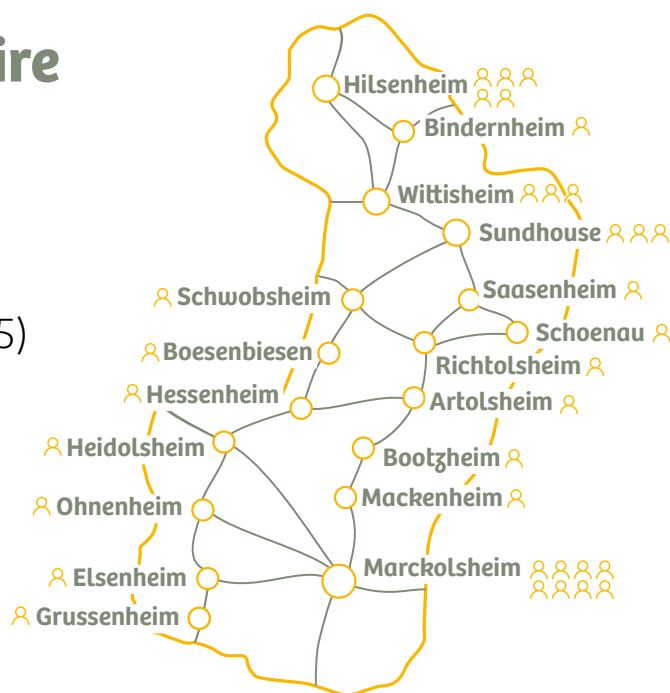 ire
Hilsenheim
Bindernheim
Wittisheim
Sundhouse
Schwobsheim
Saasenheim
5)
Schoenau
Boesenbiesen
Richtolsheim
Hessenheim
Artolsheim
Heidolsheim
Bootzheim
Mackenheim
Ohnenheim
Marckolsheim
Elsenheim
Grussenheim